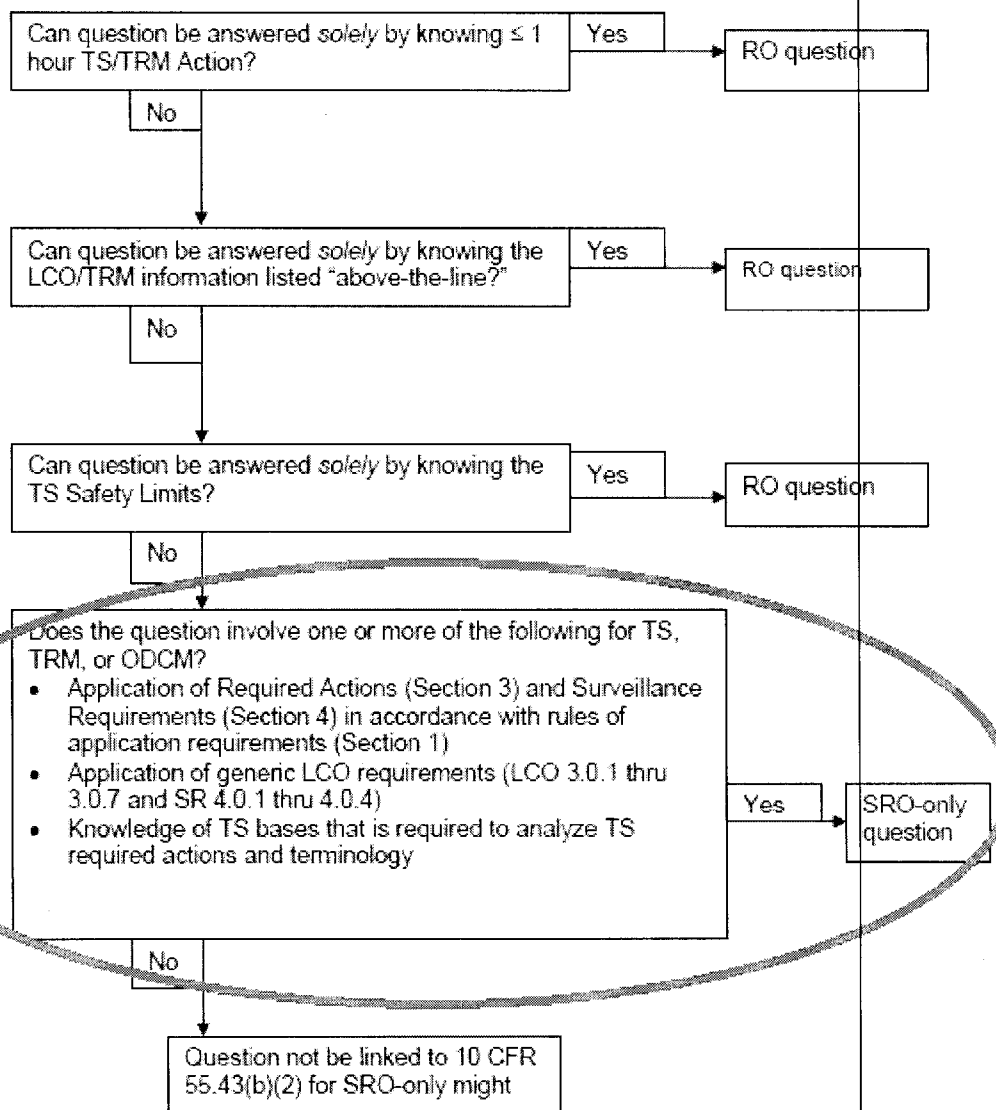 Can question be answered solely by knowing ≤ 1
hour TS/TRM Action?
Yes
RO question
No
Can question be answered solely by knowing the
LCO/TRM information listed “above-the-line?”
Yes
RO question
No
Can question be answered solely by knowing the
TS Safety Limits?
Yes
RO question
No
Does the question involve one or more of the following for TS,
TRM, or ODCM?
• Application of Required Actions (Section 3) and Surveillance
Requirements (Section 4) in accordance with rules of
application requirements (Section 1)
• Application of generic LCO requirements (LCO 3.0.1 thru
3.0.7 and SR 4.0.1 thru 4.0.4)
• Knowledge of TS bases that is required to analyze TS
required actions and terminology
Yes
SRO-only
question
No
Question not be linked to 10 CFR
55.43(b)(2) for SRO-only might